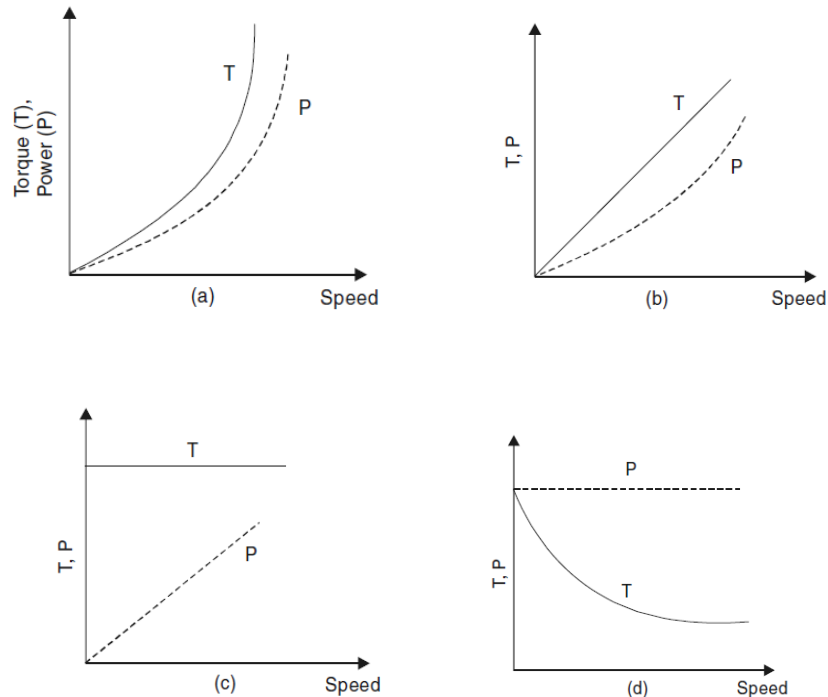 Torque (T),
Power (P)
T
P
(a)
Speed
T, P
T
P
(b)
Speed
T, P
T
P
(c)
Speed
T, P
P
T
(d)
Speed